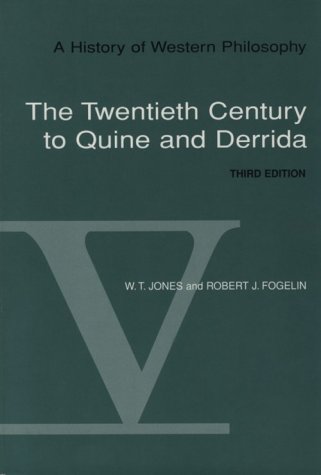 A History of Western Philosophy
The Twentieth Century
to Quine and Derrida
THIRD EDITION
V
W. T. JONES and ROBERT J. FOGELIN